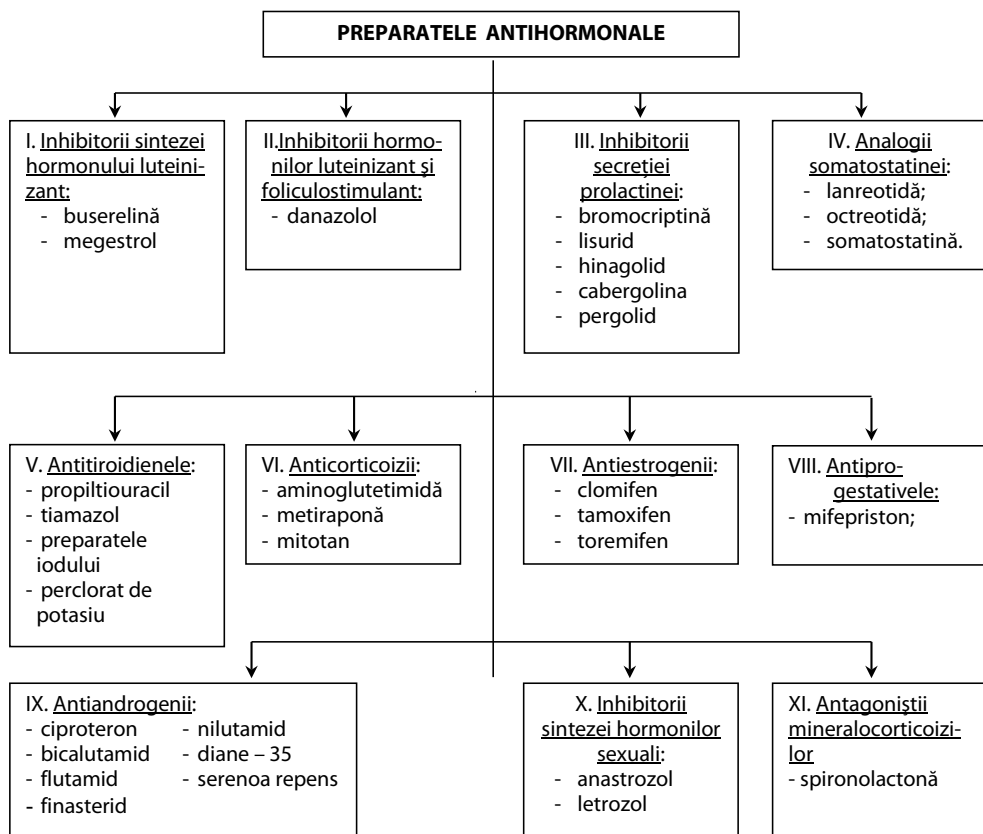 PREPARATELE ANTIHORMONALE
I. Inhibitorii sintezei
hormonului luteini-
zant:
- buserelină
- megestrol
II.Inhibitorii hormo-
nilor luteinizant şi
foliculostimulant:
- danazolol
III. Inhibitorii
secreţiei
prolactinei:
- bromocriptină
- lisurid
- hinagolid
- cabergolina
- pergolid
IV. Analogii
somatostatinei:
- lanreotidă;
- octreotidă;
- somatostatină.
V. Antitiroidienele:
- propiltiouracil
- tiamazol
- preparatele
iodului
- perclorat de
potasiu
VI. Anticorticoizii:
- aminoglutetimidă
- metiraponă
- mitotan
VII. Antiestrogenii:
- clomifen
- tamoxifen
- toremifen
VIII. Antipro-
gestativele:
- mifepriston;
IX. Antiandrogenii:
- ciproteron - nilutamid
- bicalutamid - diane – 35
- flutamid - serenoa repens
- finasterid
X. Inhibitorii
sintezei hormonilor
sexuali:
- anastrozol
- letrozol
XI. Antagoniştii
mineralocorticoizi-
lor
- spironolactonă